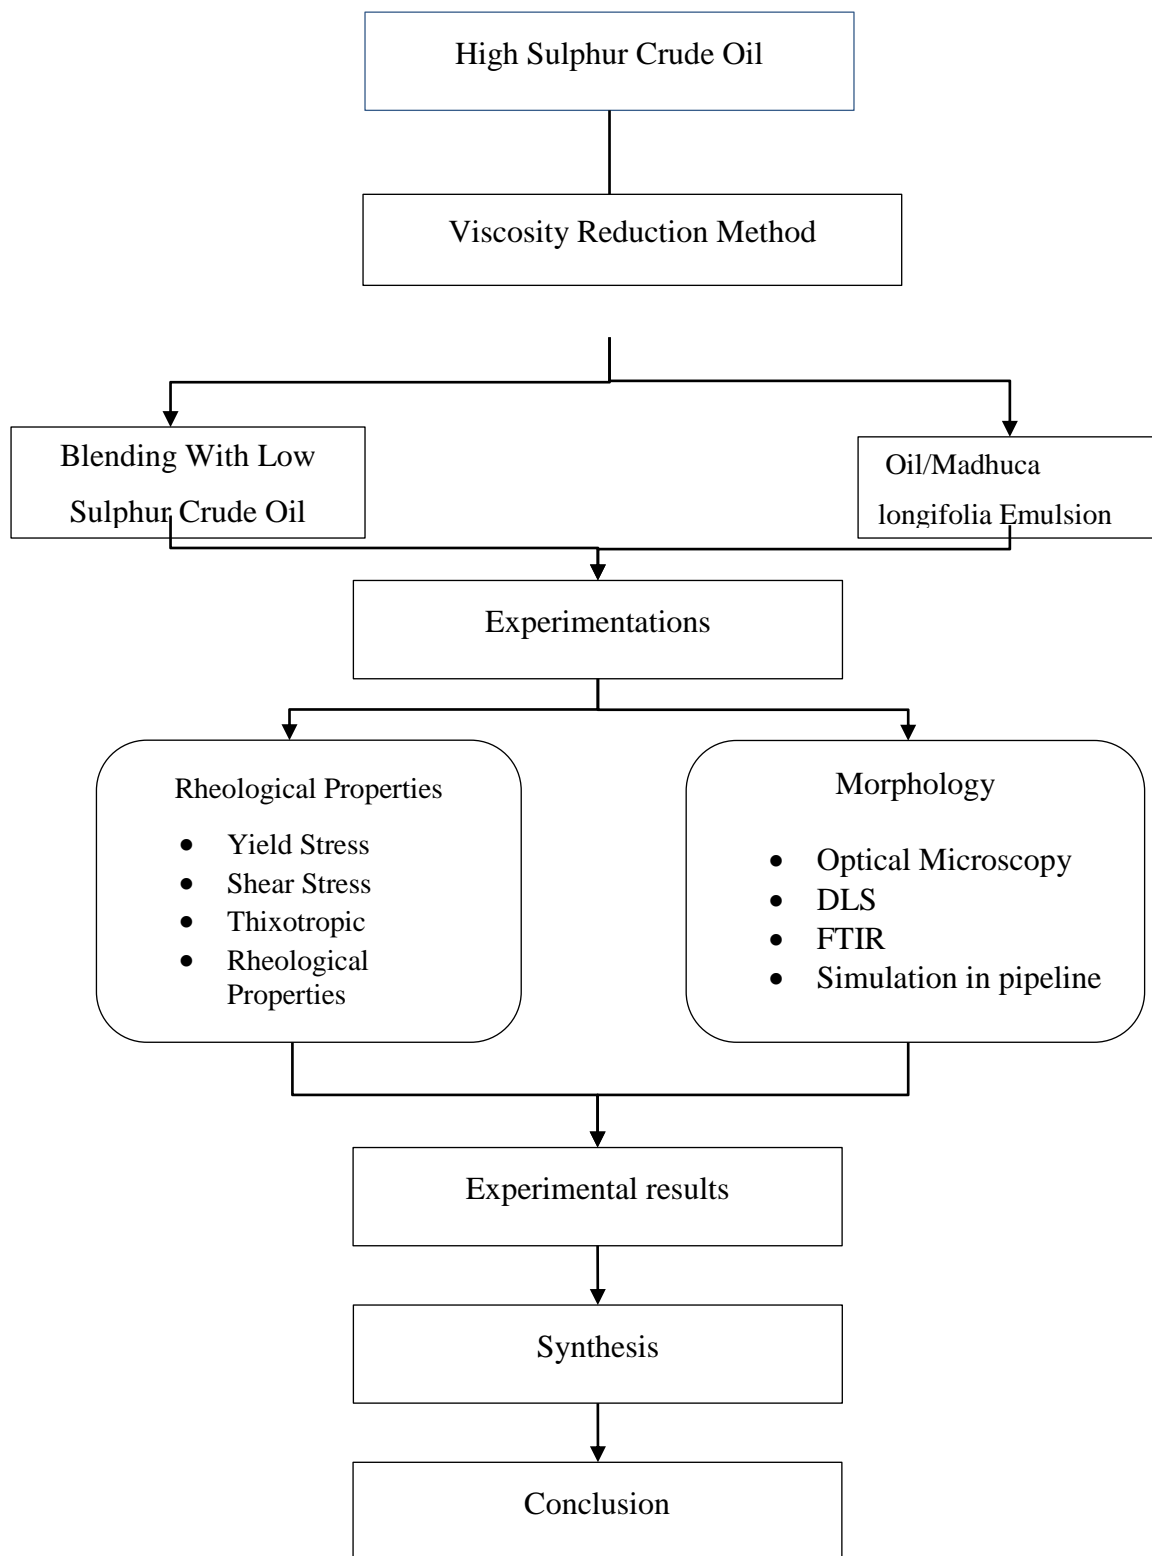 High Sulphur Crude Oil
Viscosity Reduction Method
Blending With Low
Sulphur Crude Oil
Oil/Madhuca
longifolia Emulsion
Experimentations
Rheological Properties
• Yield Stress
• Shear Stress
• Thixotropic
• Rheological
Properties
Morphology
• Optical Microscopy
• DLS
• FTIR
• Simulation in pipeline
Experimental results
Synthesis
Conclusion